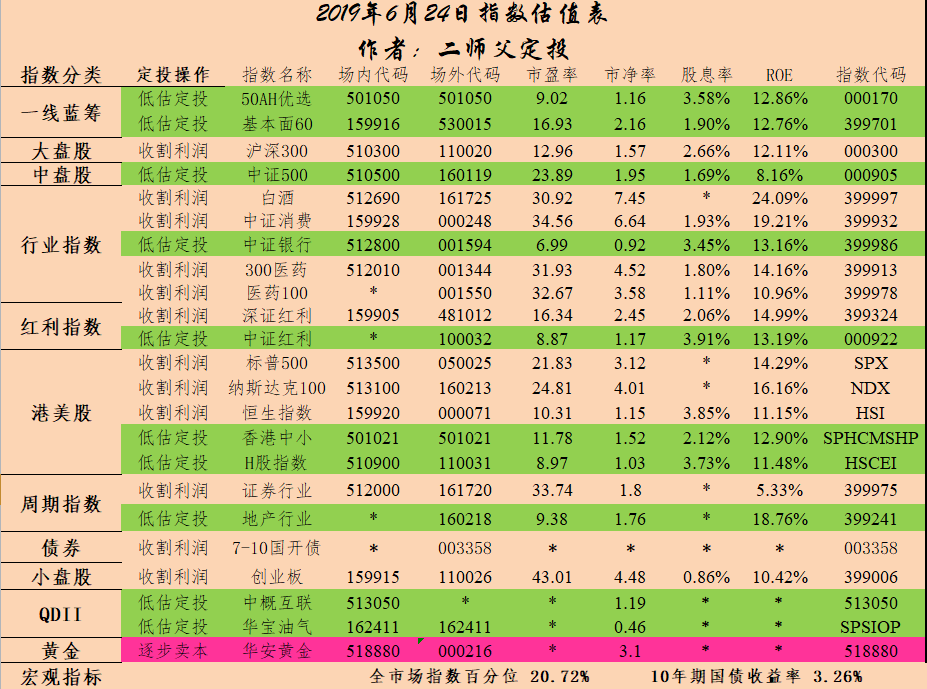 2019年6月24日指数估值表
作者：二师父定投
指数分类 定投操作 指数名称 场内代码 场外代码 市盈率 市净率 股息率 ROE 指数代码
一线蓝筹 低估定投 50AH优选 501050 501050 9.02 1.16 3.58% 12.86% 000170
低估定投 基本面60 159916 530015 16.93 2.16 1.90% 12.76% 399701
大盘股 收割利润 沪深300 510300 110020 12.96 1.57 2.66% 12.11% 000300
中盘股 低估定投 中证500 510500 160119 23.89 1.95 1.69% 8.16% 000905
行业指数 收割利润 白酒 512690 161725 30.92 7.45 * 24.09% 399997
收割利润 中证消费 159928 000248 34.56 6.64 1.93% 19.21% 399932
低估定投 中证银行 512800 001594 6.99 0.92 3.45% 13.16% 399986
收割利润 300医药 512010 001344 31.93 4.52 1.80% 14.16% 399913
收割利润 医药100 * 001550 32.67 3.58 1.11% 10.96% 399978
红利指数 收割利润 深证红利 159905 481012 16.34 2.45 2.06% 14.99% 399324
低估定投 中证红利 * 100032 8.87 1.17 3.91% 13.19% 000922
港美股 收割利润 标普500 513500 050025 21.83 3.12 * 14.29% SPX
收割利润 纳斯达克100 513100 160213 24.81 4.01 * 16.16% NDX
收割利润 恒生指数 159920 000071 10.31 1.15 3.85% 11.15% HSI
低估定投 香港中小 501021 501021 11.78 1.52 2.12% 12.90% SPHCMSHP
低估定投 H股指数 510900 110031 8.97 1.03 3.73% 11.48% HSCEI
周期指数 收割利润 证券行业 512000 161720 33.74 1.8 * 5.33% 399975
低估定投 地产行业 * 160218 9.38 1.76 * 18.76% 399241
债券 收割利润 7-10国开债 * 003358 * * * * 003358
小盘股 收割利润 创业板 159915 110026 43.01 4.48 0.86% 10.42% 399006
QDII 低估定投 中概互联 513050 * * 1.19 * * 513050
低估定投 华宝油气 162411 162411 * 0.46 * * SPSIOP
黄金 逐步卖本 华安黄金 518880 000216 * 3.1 * * 518880
宏观指标 全市场指数百分位 20.72% 10年期国债收益率 3.26%